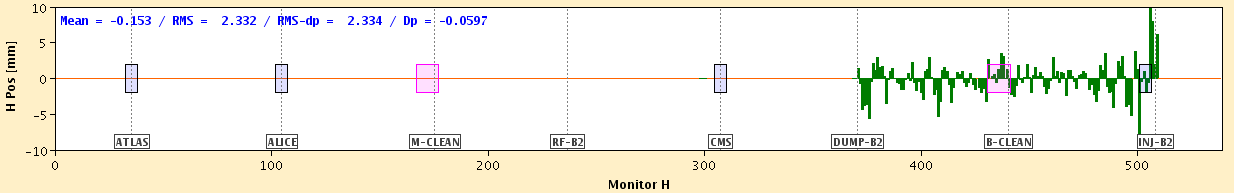 Mean = -0.153 / RMS = 2.332 / RMS-dp = 2.334 / Dp = -0.0597
H Pos [mm]
10
5
0
-5
-10
ATLAS ALICE M-CLEAN RF-B2 CMS DUMP-B2 B-CLEAN INJ-B2
0 100 200 300 400 500
Monitor H